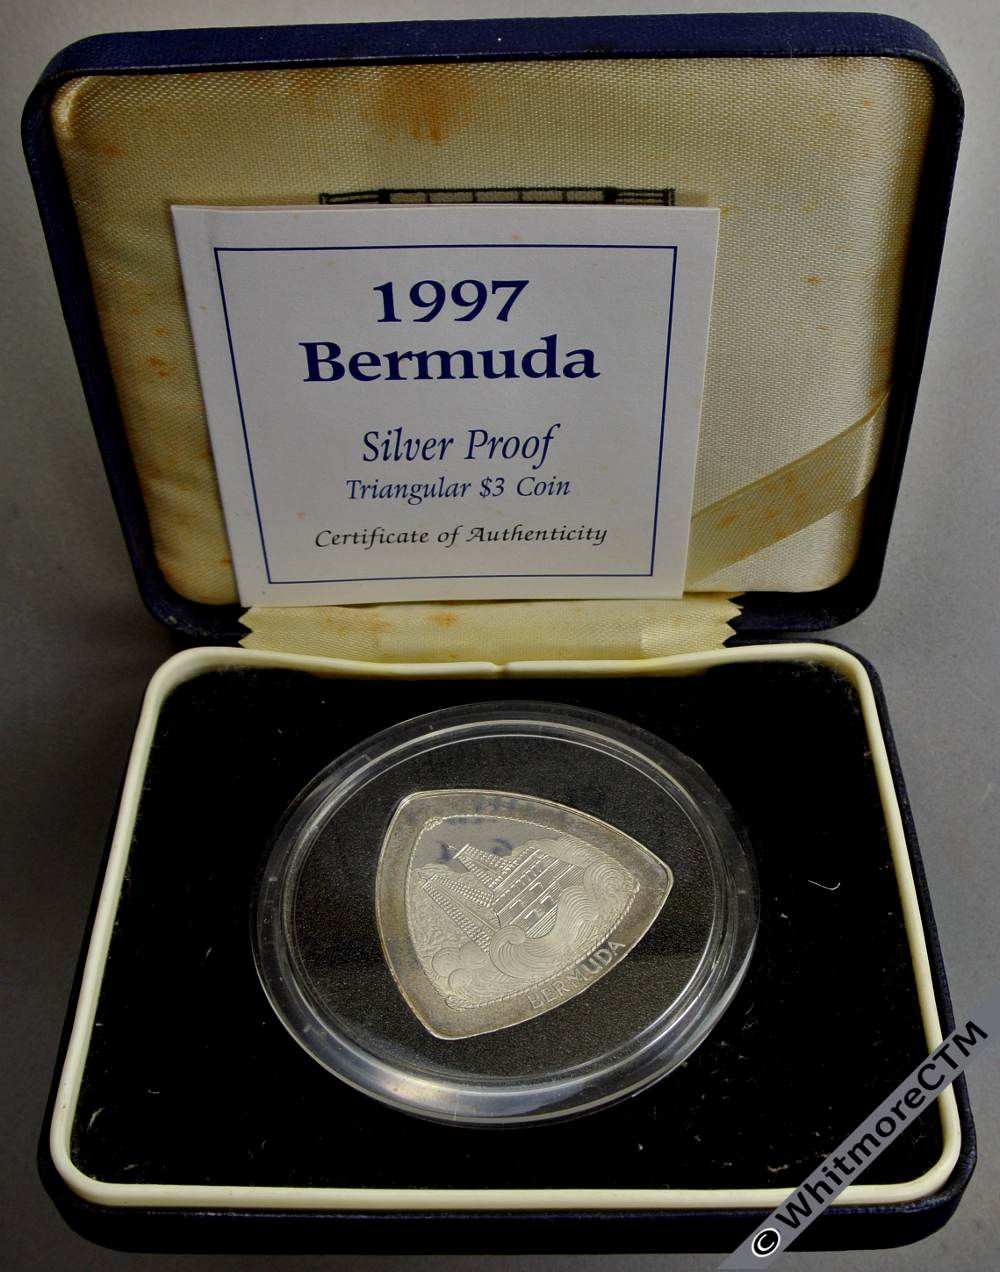 1997
Bermuda
Silver Proof
Triangular $3 Coin
Certificate of Authenticity
BERMUDA
© WhitmoreCTM